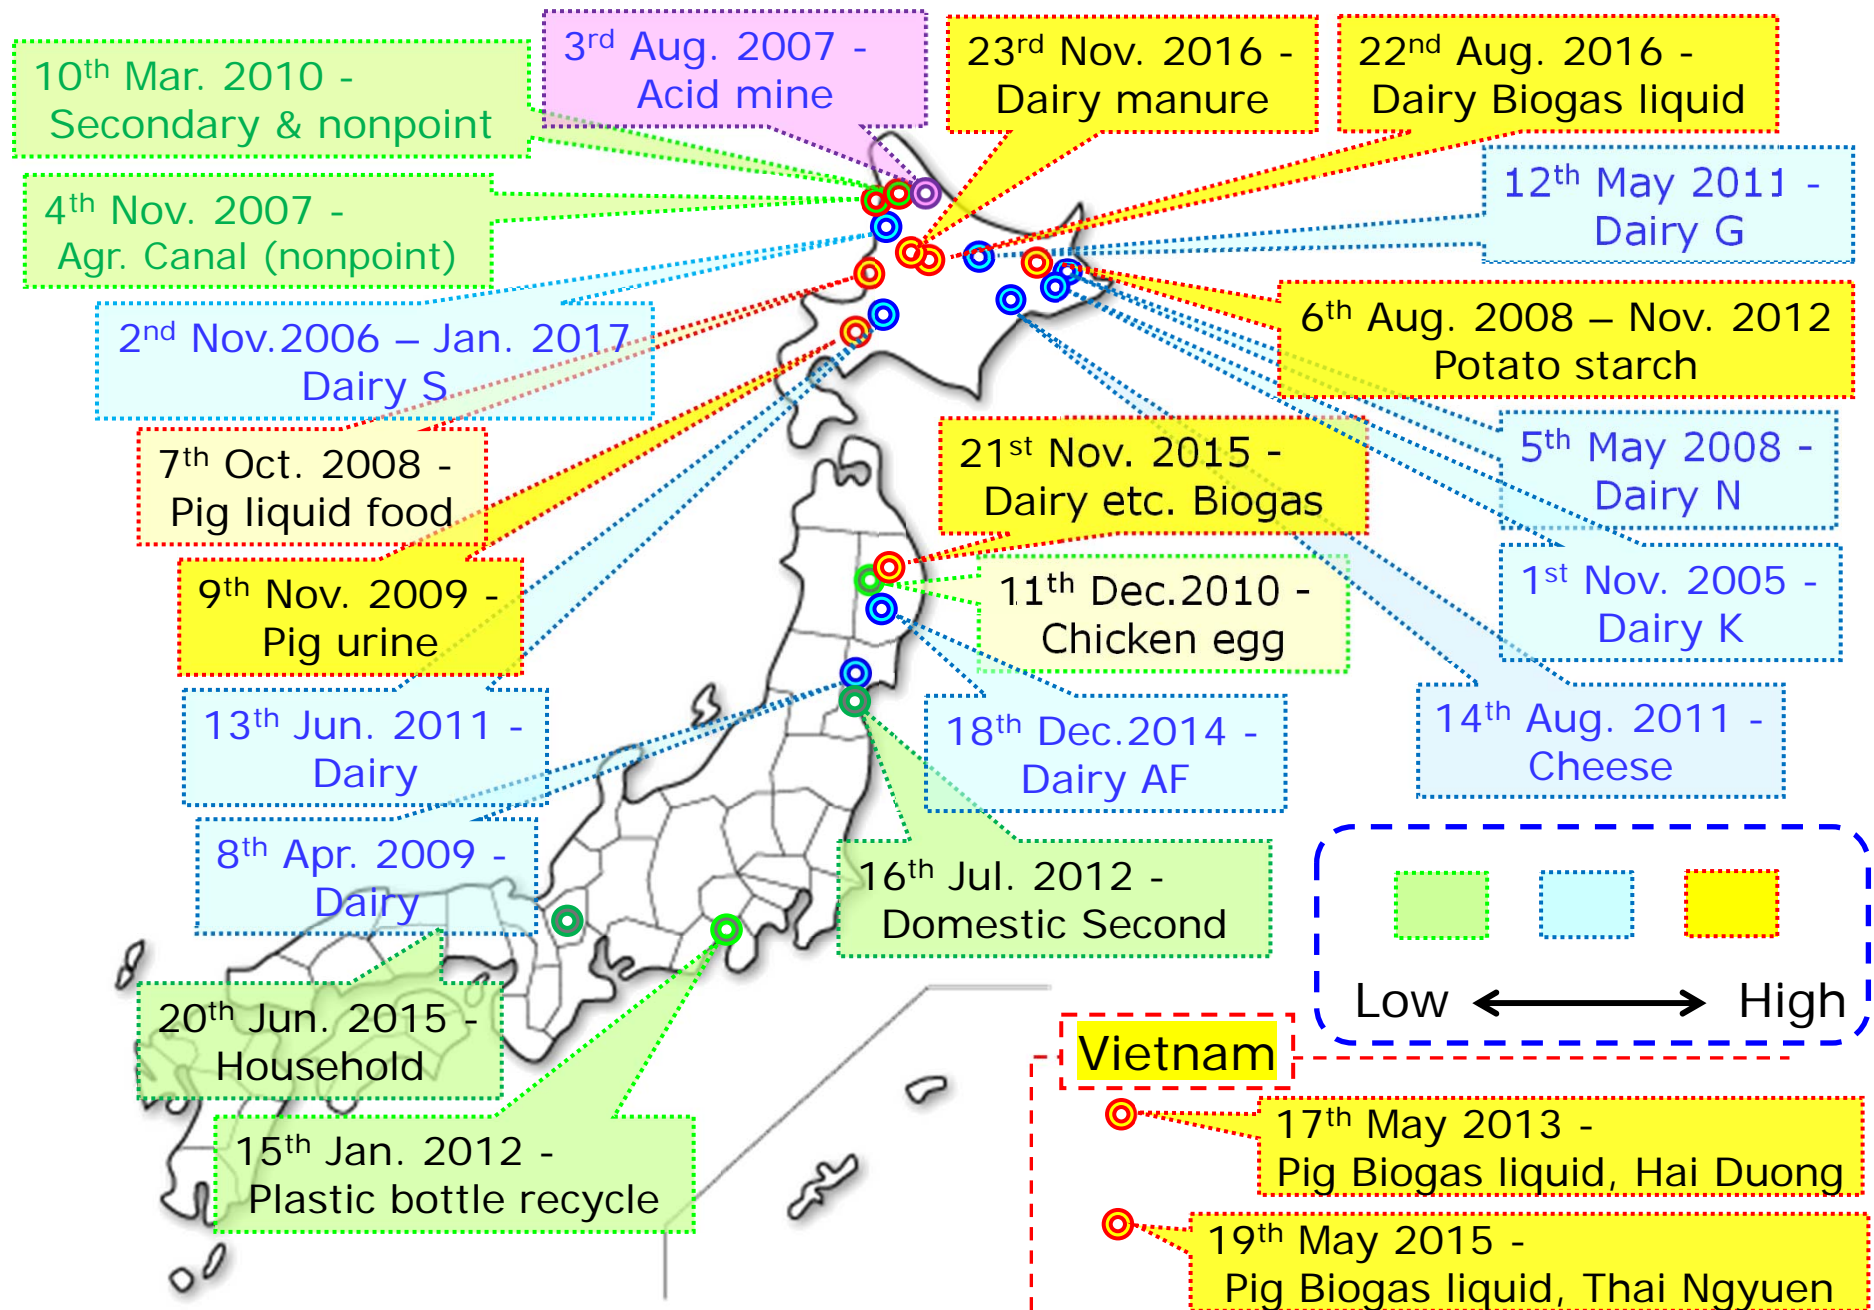 10th Mar. 2010 -
Secondary & nonpoint
3rd Aug. 2007 -
Acid mine
23rd Nov. 2016 -
Dairy manure
22nd Aug. 2016 -
Dairy Biogas liquid
4th Nov. 2007 -
Agr. Canal (nonpoint)
12th May 2011 -
Dairy G
2nd Nov.2006 – Jan. 2017
Dairy S
6th Aug. 2008 – Nov. 2012
Potato starch
7th Oct. 2008 -
Pig liquid food
21st Nov. 2015 -
Dairy etc. Biogas
5th May 2008 -
Dairy N
9th Nov. 2009 -
Pig urine
11th Dec.2010 -
Chicken egg
1st Nov. 2005 -
Dairy K
13th Jun. 2011 -
Dairy
18th Dec.2014 -
Dairy AF
14th Aug. 2011 -
Cheese
8th Apr. 2009 -
Dairy
16th Jul. 2012 -
Domestic Second
Low
High
20th Jun. 2015 -
Household
Vietnam
15th Jan. 2012 -
Plastic bottle recycle
17th May 2013 -
Pig Biogas liquid, Hai Duong
19th May 2015 -
Pig Biogas liquid, Thai Ngyuen